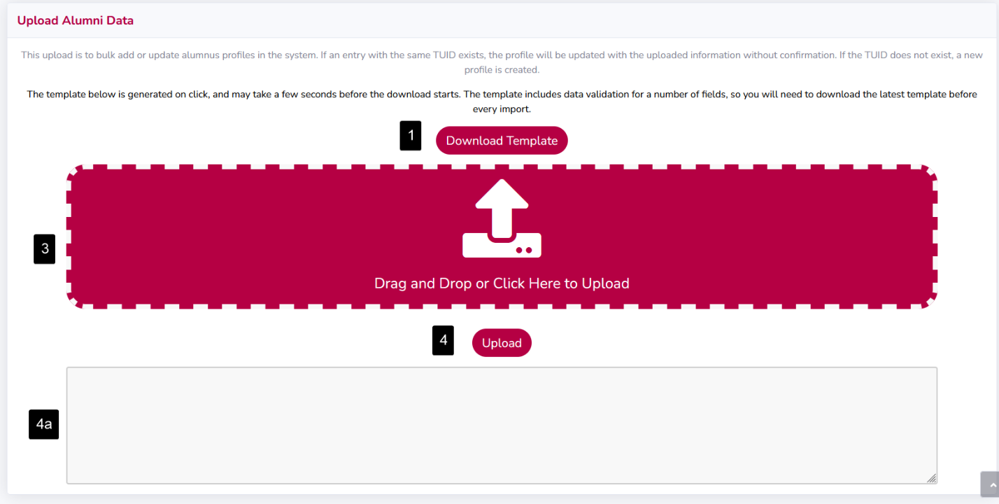 Upload Alumni Data
This upload is to bulk add or update alumnus profiles in the system. If an entry with the same TUID exists, the profile will be updated with the uploaded information without confirmation. If the TUID does not exist, a new
profile is created.
The template below is generated on click, and may take a few seconds before the download starts. The template includes data validation for a number of fields, so you will need to download the latest template before
every import.
1 Download Template
3
Drag and Drop or Click Here to Upload
4 Upload
4a